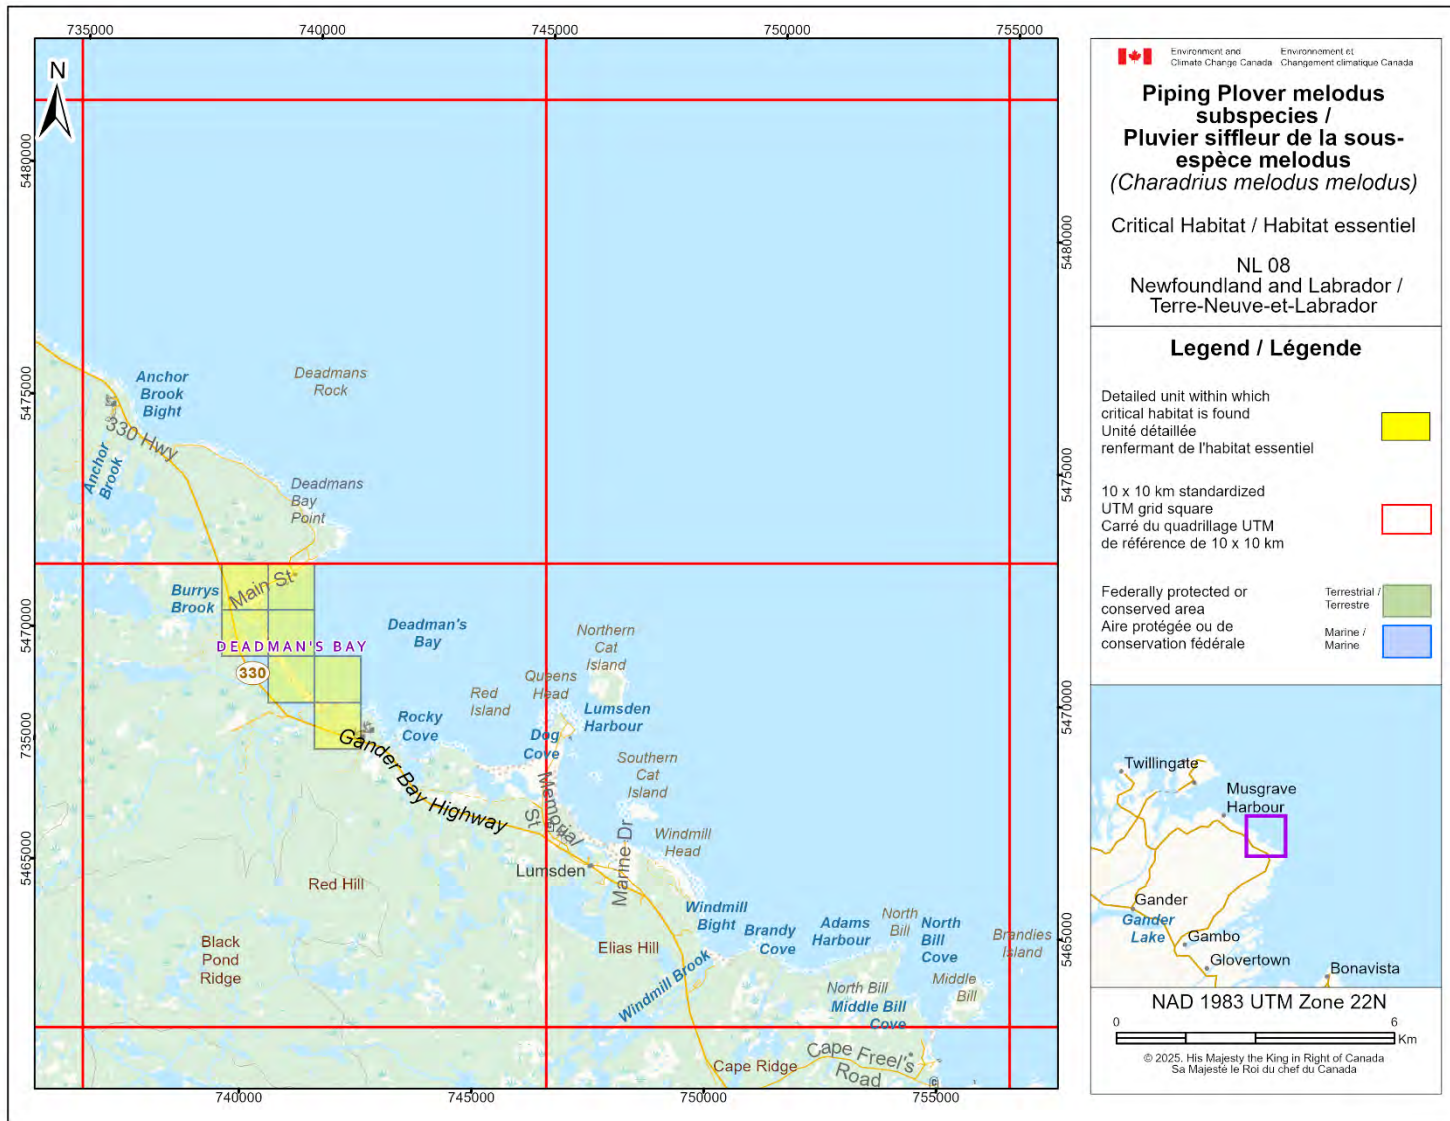 735000
740000
745000
750000
755000
N
5480000
5475000
5470000
735000
5465000
5480000
5475000
5470000
5465000
740000
745000
750000
755000
Anchor
Brook
Bight
Deadmans
Rock
330 Hwy
Anchor
Brook
Deadmans
Bay
Point
Burrys
Brook
Main St
DEADMAN'S BAY
330
Deadman's
Bay
Northern
Cat
Island
Queens
Head
Red
Island
Lumsden
Harbour
Rocky
Cove
Dog
Cove
Southern
Cat
Island
Gander Bay Highway
Memorial
St
Marine Dr
Windmill
Head
Lumsden
Red Hill
Black
Pond
Ridge
Elias Hill
Windmill
Bight
Brandy
Cove
Adams
Harbour
North
Bill
North
Bill
Cove
Brandies
Island
Windmill Brook
North Bill
Middle
Bill
Middle Bill
Cove
Cape Ridge
Cape Freel's
Road
Environment and
Climate Change Canada
Environnement et
Changement climatique Canada
Piping Plover melodus
subspecies /
Pluvier siffleur de la sous-
espèce melodus
(Charadrius melodus melodus)
Critical Habitat / Habitat essentiel
NL 08
Newfoundland and Labrador /
Terre-Neuve-et-Labrador
Legend / Légende
Detailed unit within which
critical habitat is found
Unité détaillée
renfermant de l'habitat essentiel
10 x 10 km standardized
UTM grid square
Carré du quadrillage UTM
de référence de 10 x 10 km
Federally protected or
conserved area
Aire protégée ou de
conservation fédérale
Terrestrial /
Terrestre
Marine /
Marine
Twillingate
Musgrave
Harbour
Gander
Gander
Lake
Gambo
Glovertown
Bonavista
NAD 1983 UTM Zone 22N
0
6
Km
© 2025. His Majesty the King in Right of Canada
Sa Majesté le Roi du chef du Canada